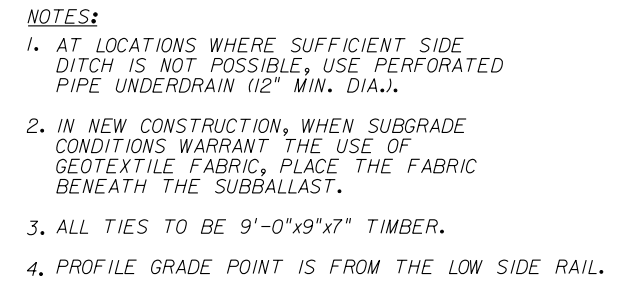 NOTES:
1. AT LOCATIONS WHERE SUFFICIENT SIDE
DITCH IS NOT POSSIBLE, USE PERFORATED
PIPE UNDERDRAIN (12" MIN. DIA.).
2. IN NEW CONSTRUCTION, WHEN SUBGRADE
CONDITIONS WARRANT THE USE OF
GEOTEXTILE FABRIC, PLACE THE FABRIC
BENEATH THE SUBBALLAST.
3. ALL TIES TO BE 9'-0"x9"x7" TIMBER.
4. PROFILE GRADE POINT IS FROM THE LOW SIDE RAIL.